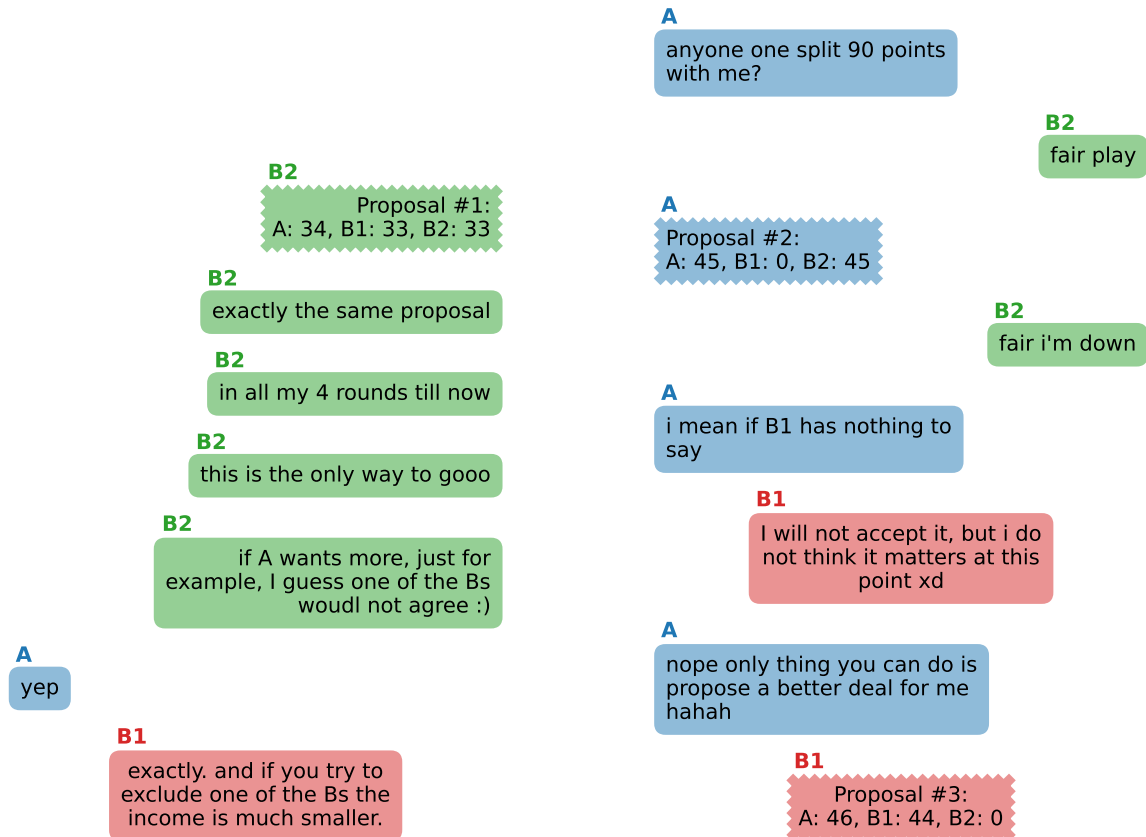 B2
Proposal #1:
A: 34, B1: 33, B2: 33
B2
exactly the same proposal
B2
in all my 4 rounds till now
B2
this is the only way to gooo
B2
if A wants more, just for
example, I guess one of the Bs
woudl not agree :)
A
yep
B1
exactly. and if you try to
exclude one of the Bs the
income is much smaller.
A
anyone one split 90 points
with me?
B2
fair play
A
Proposal #2:
A: 45, B1: 0, B2: 45
B2
fair i'm down
A
i mean if B1 has nothing to
say
B1
I will not accept it, but i do
not think it matters at this
point xd
A
nope only thing you can do is
propose a better deal for me
hahah
B1
Proposal #3:
A: 46, B1: 44, B2: 0